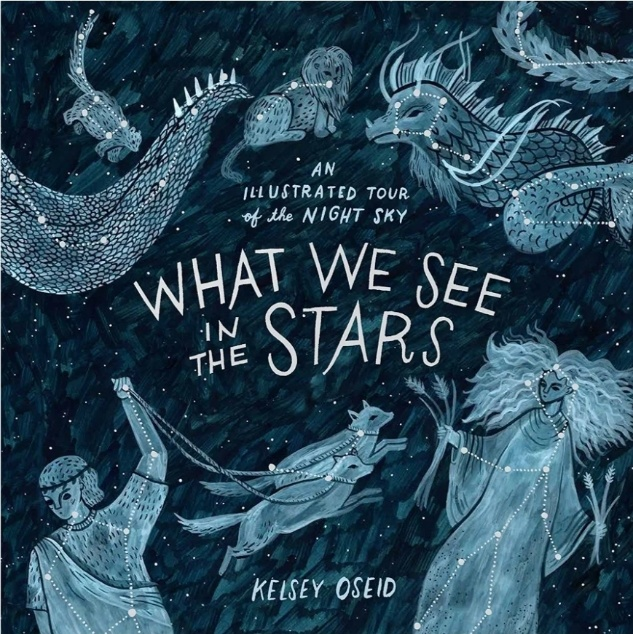 AN
ILLUSTRATED TOUR
of the NIGHT SKY
WHAT WE SEE
IN
THE STARS
KELSEY OSEID